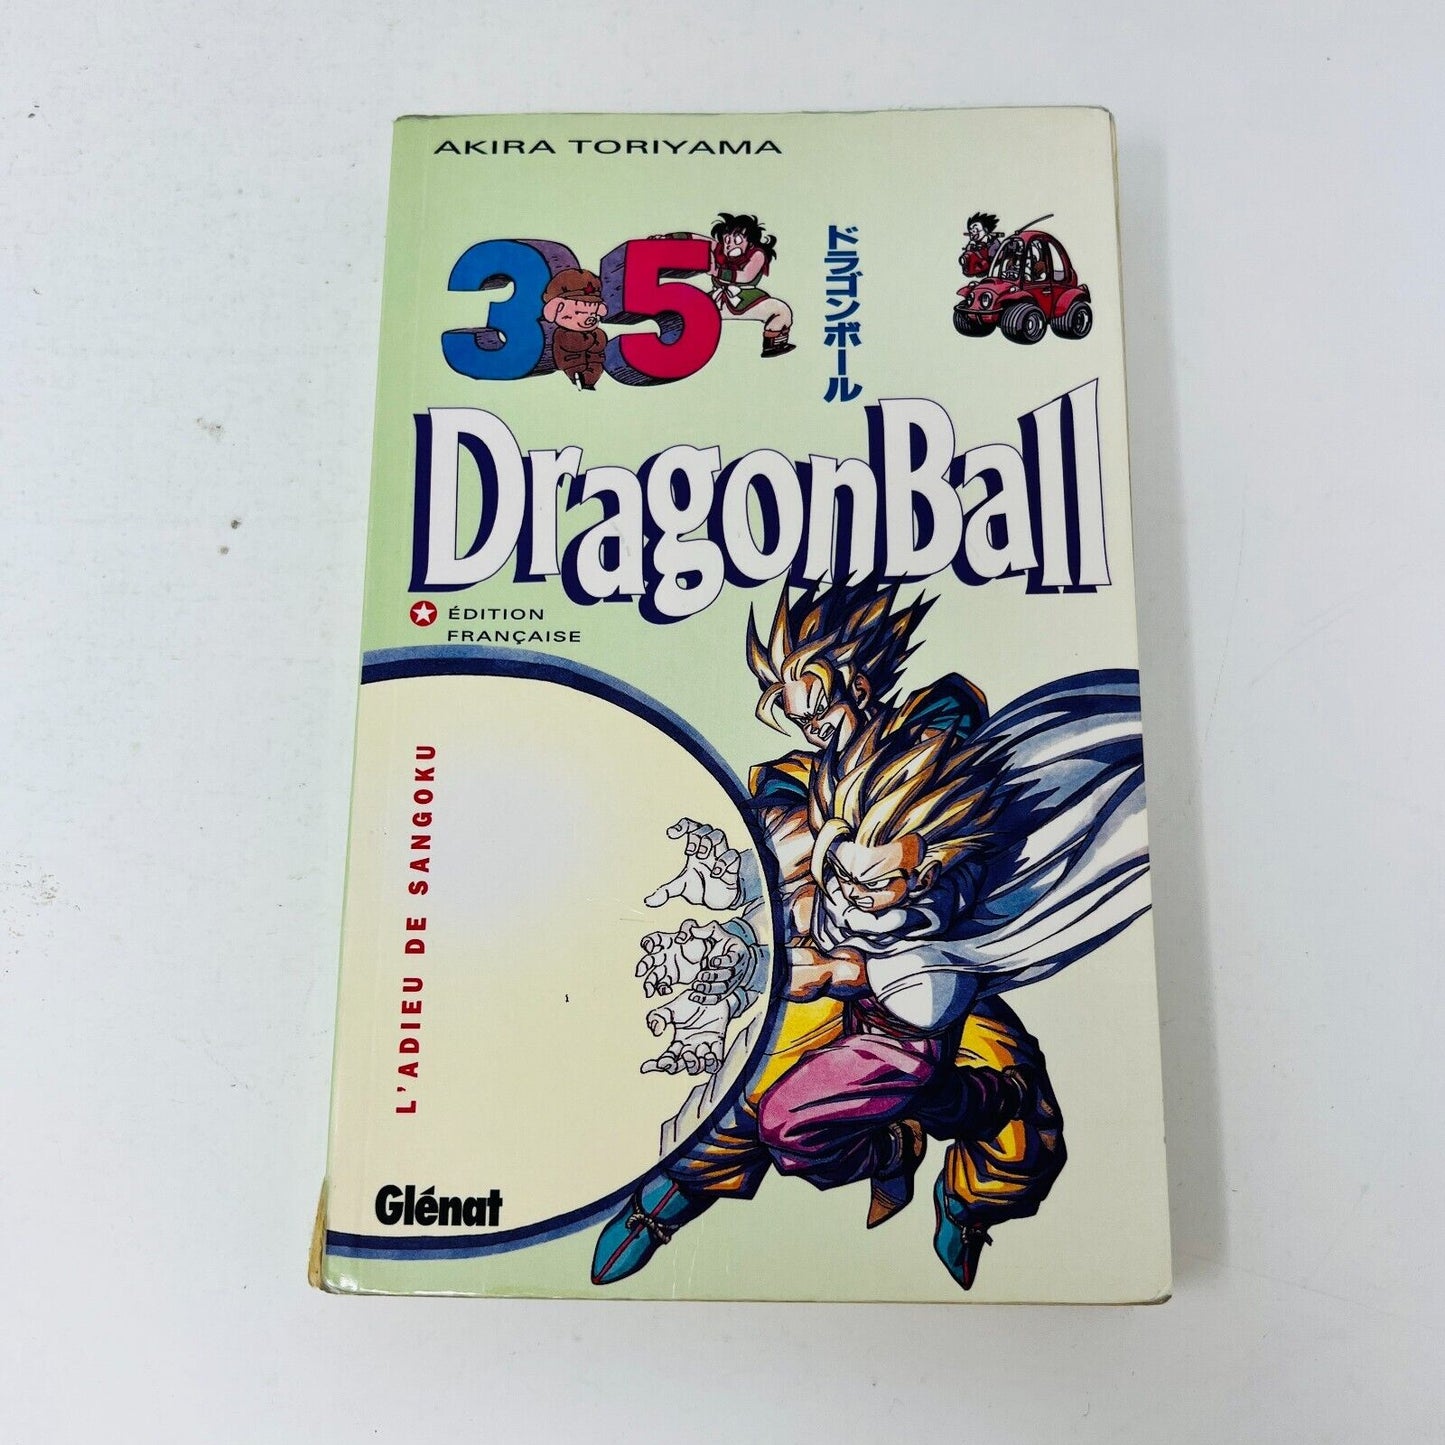 AKIRA TORIYAMA
35
ドラゴンボール
DragonBall
ÉDITION
FRANÇAISE
L'ADIEU DE SANGOKU
Glénat